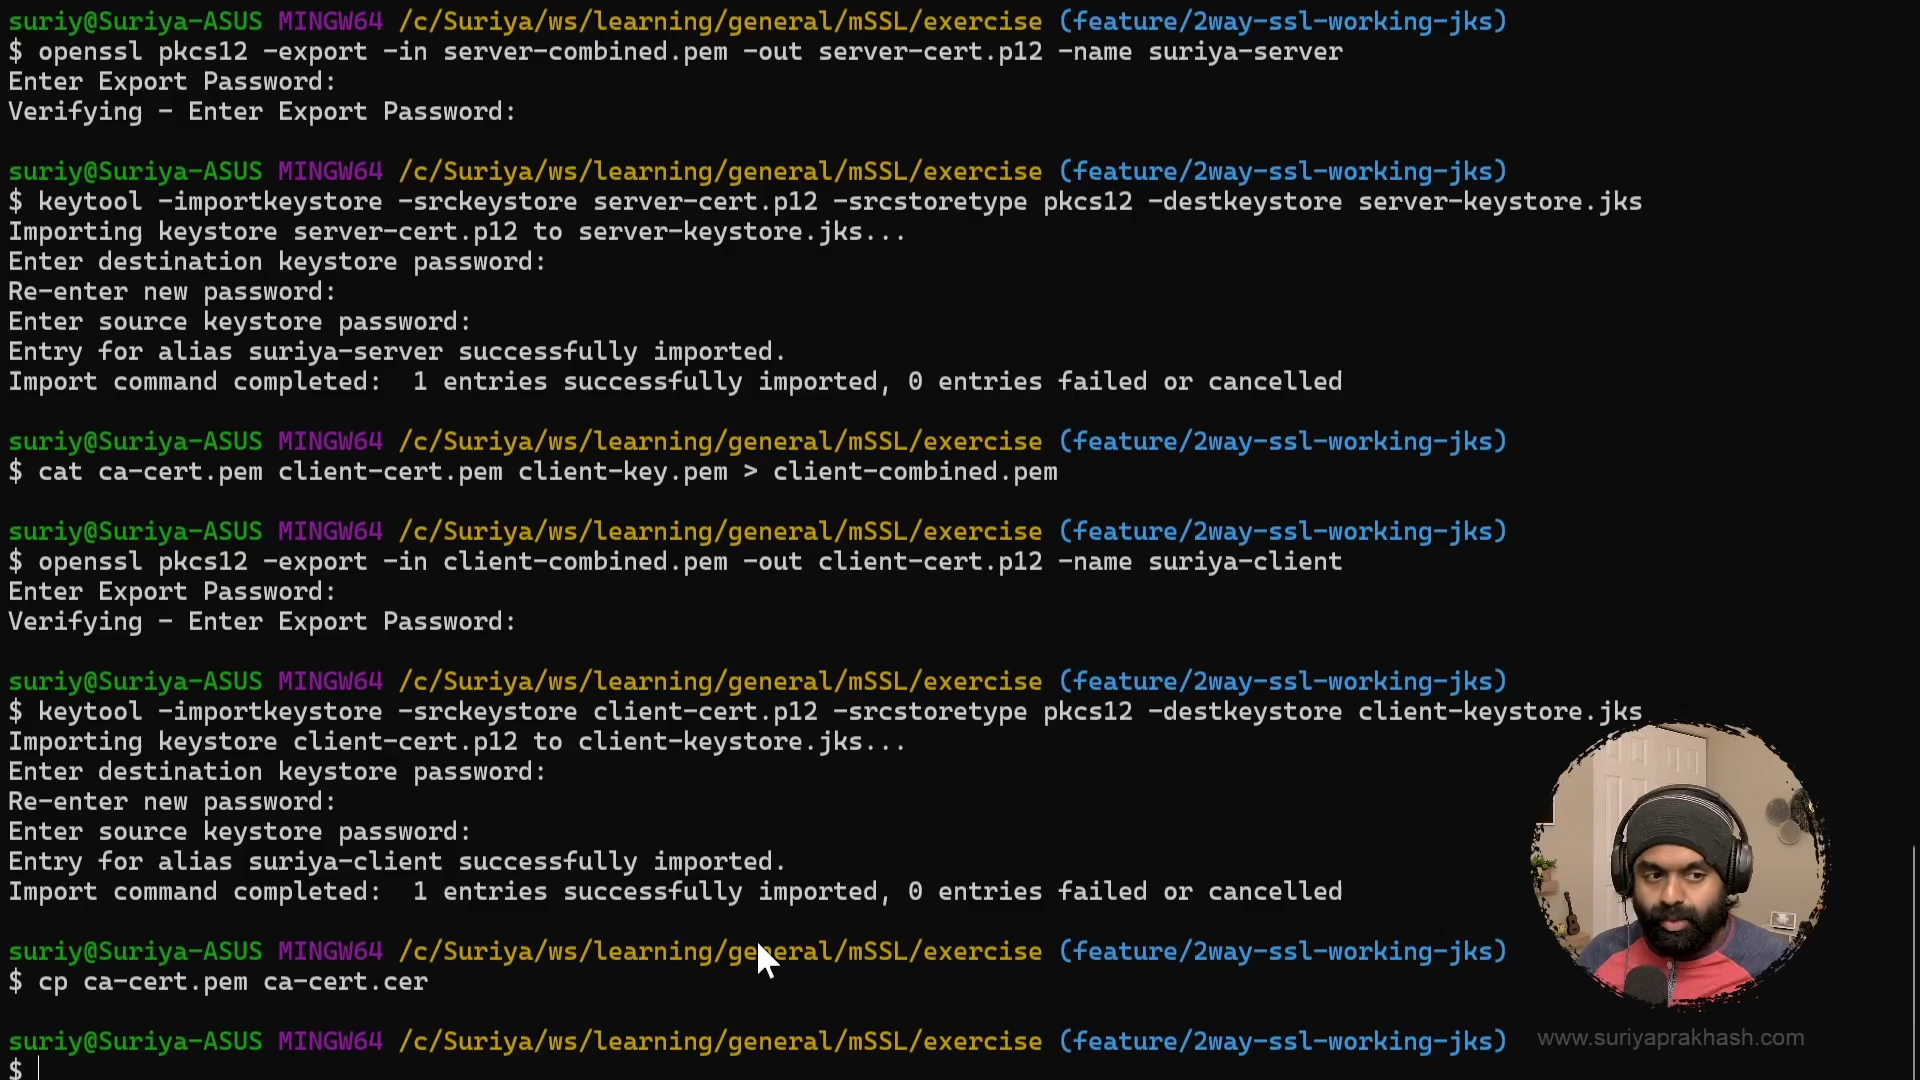 suriy@Suriya-ASUS MINGW64 /c/Suriya/ws/learning/general/mSSL/exercise (feature/2way-ssl-working-jks)
$ openssl pkcs12 -export -in server-combined.pem -out server-cert.p12 -name suriya-server
Enter Export Password:
Verifying - Enter Export Password:
suriy@Suriya-ASUS MINGW64 /c/Suriya/ws/learning/general/mSSL/exercise (feature/2way-ssl-working-jks)
$ keytool -importkeystore -srckeystore server-cert.p12 -srcstoretype pkcs12 -destkeystore server-keystore.jks
Importing keystore server-cert.p12 to server-keystore.jks...
Enter destination keystore password:
Re-enter new password:
Enter source keystore password:
Entry for alias suriya-server successfully imported.
Import command completed:  1 entries successfully imported, 0 entries failed or cancelled
suriy@Suriya-ASUS MINGW64 /c/Suriya/ws/learning/general/mSSL/exercise (feature/2way-ssl-working-jks)
$ cat ca-cert.pem client-cert.pem client-key.pem > client-combined.pem
suriy@Suriya-ASUS MINGW64 /c/Suriya/ws/learning/general/mSSL/exercise (feature/2way-ssl-working-jks)
$ openssl pkcs12 -export -in client-combined.pem -out client-cert.p12 -name suriya-client
Enter Export Password:
Verifying - Enter Export Password:
suriy@Suriya-ASUS MINGW64 /c/Suriya/ws/learning/general/mSSL/exercise (feature/2way-ssl-working-jks)
$ keytool -importkeystore -srckeystore client-cert.p12 -srcstoretype pkcs12 -destkeystore client-keystore.jks
Importing keystore client-cert.p12 to client-keystore.jks...
Enter destination keystore password:
Re-enter new password:
Enter source keystore password:
Entry for alias suriya-client successfully imported.
Import command completed:  1 entries successfully imported, 0 entries failed or cancelled
suriy@Suriya-ASUS MINGW64 /c/Suriya/ws/learning/general/mSSL/exercise (feature/2way-ssl-working-jks)
$ cp ca-cert.pem ca-cert.cer
suriy@Suriya-ASUS MINGW64 /c/Suriya/ws/learning/general/mSSL/exercise (feature/2way-ssl-working-jks)
$
www.suriyaprakhash.com